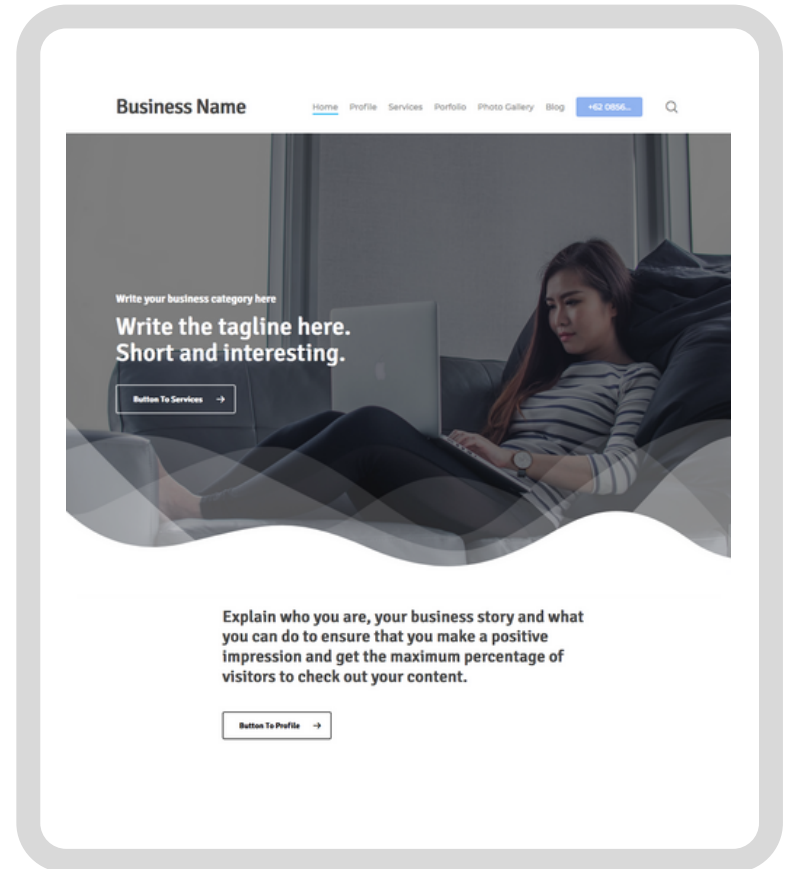 Business Name
Home Profile Services Porfolio Photo Gallery Blog +62 0856...
Write your business category here
Write the tagline here.
Short and interesting.
Button To Services →
Explain who you are, your business story and what
you can do to ensure that you make a positive
impression and get the maximum percentage of
visitors to check out your content.
Button To Profile →